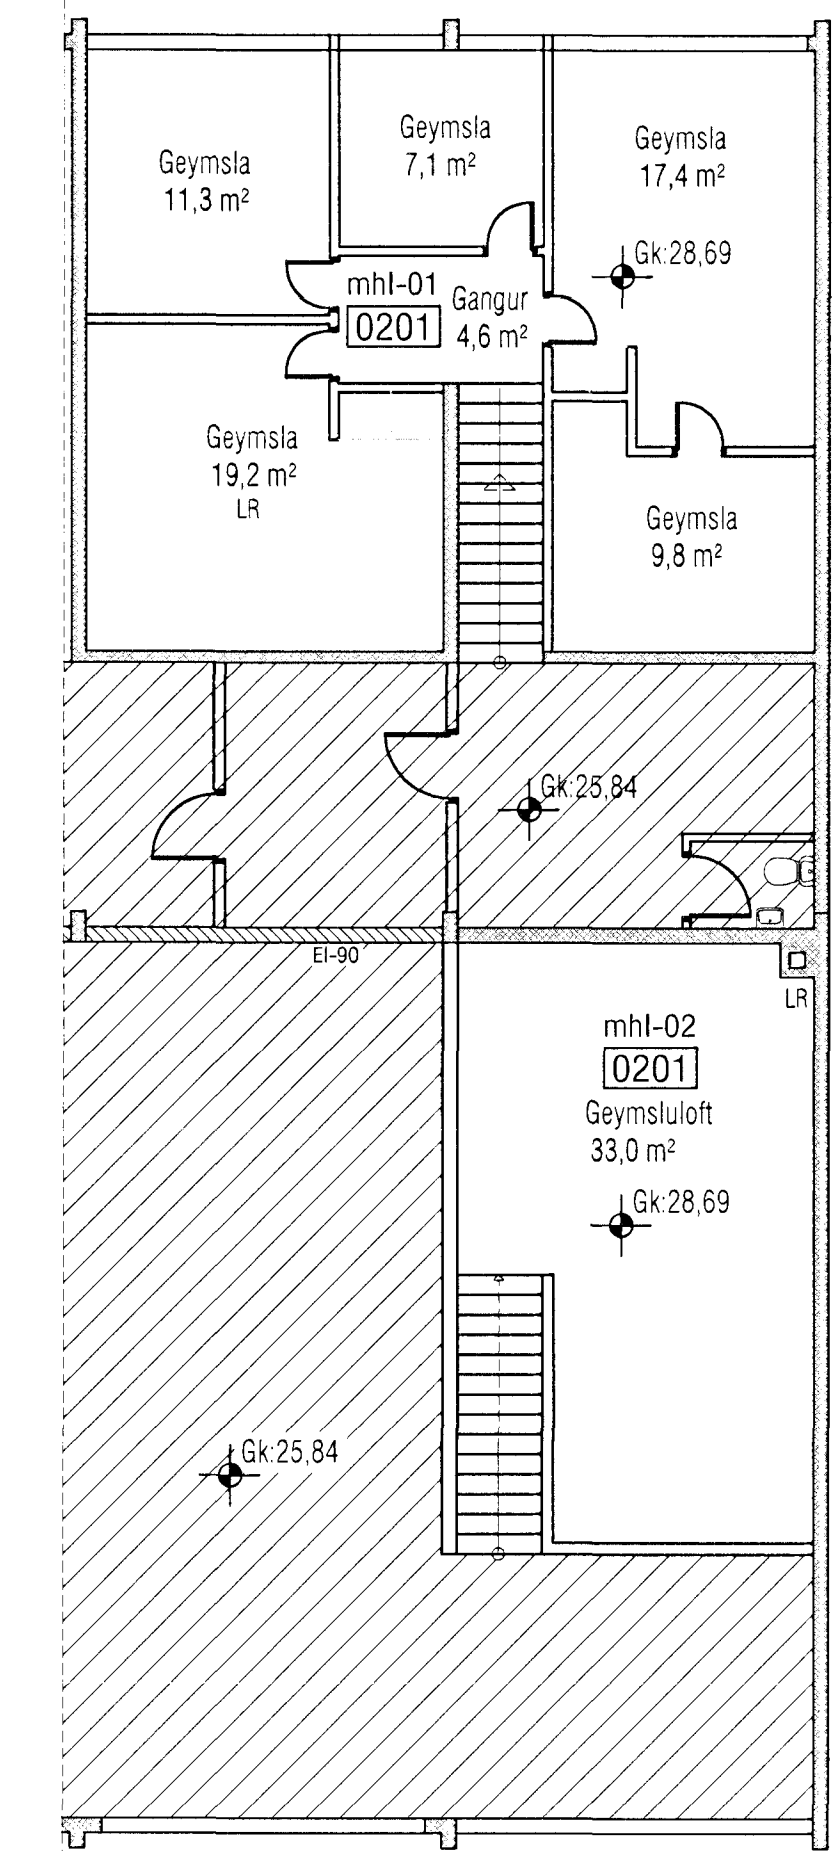 Geymsla
11,3 m²
Geymsla
7,1 m²
Geymsla
17,4 m²
Gk:28,69
mhl-01
0201
Gangur
4,6 m²
Geymsla
19,2 m²
LR
Geymsla
9,8 m²
Gk:25,84
EI-90
LR
mhl-02
0201
Geymsluloft
33,0 m²
Gk:28,69
Gk:25,84